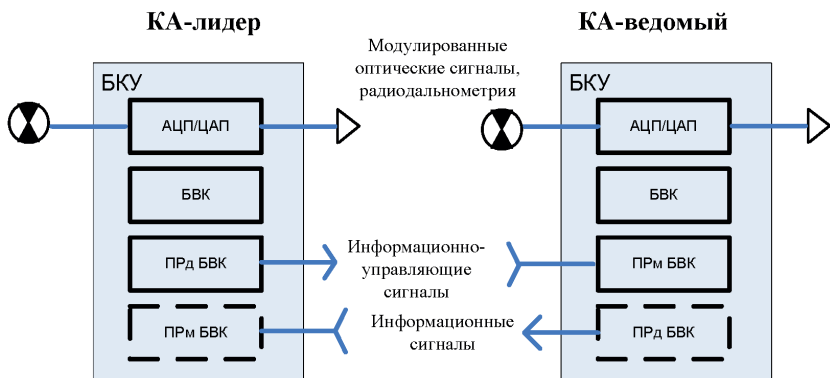 КА-лидер
БКУ
АЦП/ЦАП
БВК
ПРд БВК
ПРм БВК
Модулированные
оптические сигналы,
радиодальнометрия
Информационно-
управляющие
сигналы
Информационные
сигналы
КА-ведомый
БКУ
АЦП/ЦАП
БВК
ПРм БВК
ПРд БВК